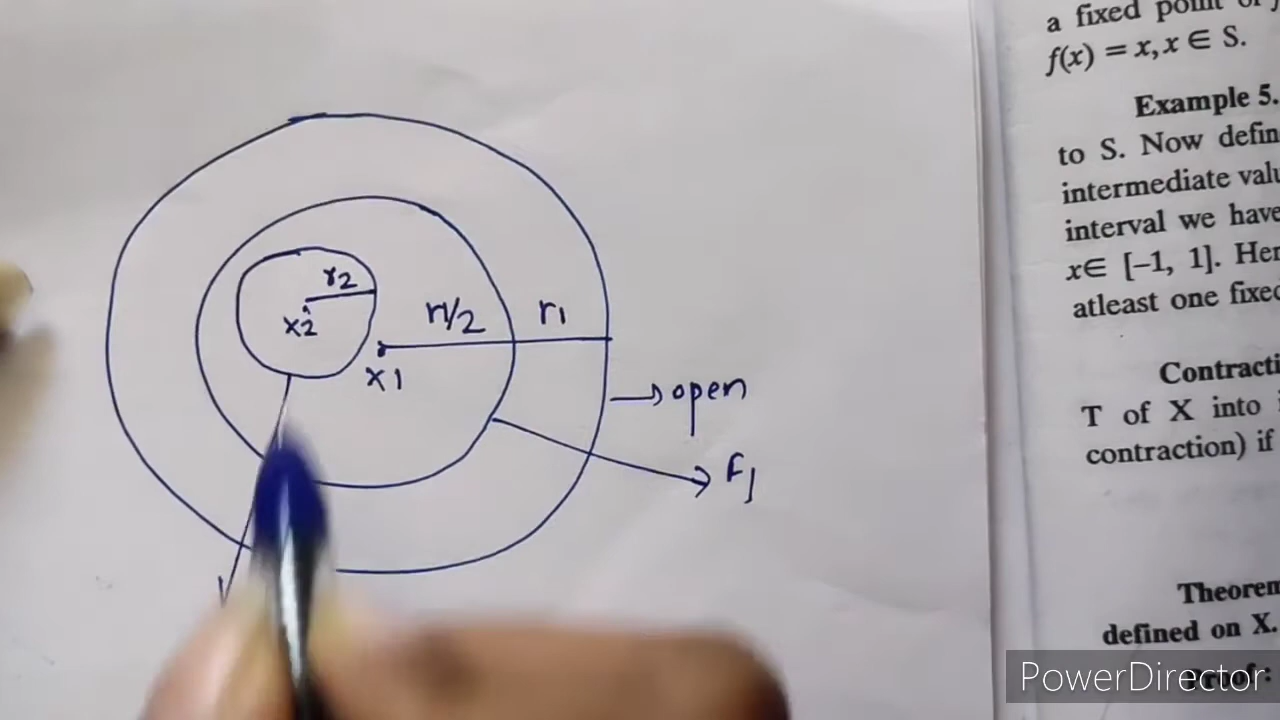 r2
x2
r1/2
r1
x1
→open
F1
a fixed point of
f(x) = x, x ∈ S.
Example 5.
to S. Now defin
intermediate valu
interval we have
x∈ [–1, 1]. Her
atleast one fixed
Contracti
T of X into
contraction) if
Theorem
defined on X.
Proof:
PowerDirector